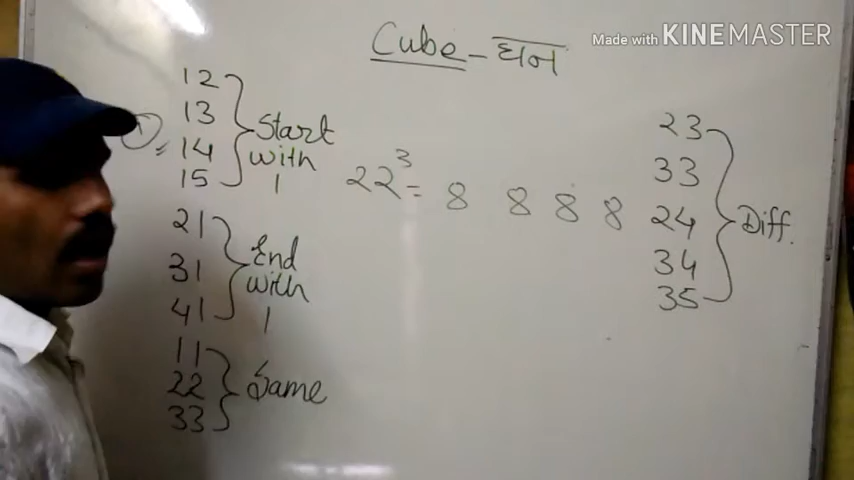 Made with KINEMASTER
Cube - घन
1
12
13
14
15
Start
with
1
21
31
41
End
with
1
11
22
33
Same
22³ = 8 8 8 8
23
33
24
34
35
Diff.